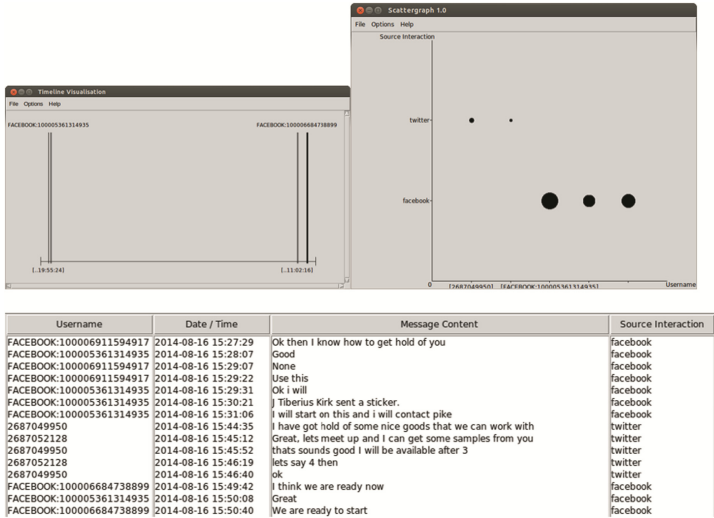 Scattergraph 1.0
File Options Help
Source Interaction
twitter
facebook
0
[2687049950] [FACEBOOK:100005361314935]
Username
Timeline Visualisation
File Options Help
FACEBOOK:100005361314935 FACEBOOK:100006684738899
[..19:55:24] [..11:02:16]
Username Date / Time Message Content Source Interaction
FACEBOOK:100006911594917 2014-08-16 15:27:29 Ok then I know how to get hold of you facebook
FACEBOOK:100005361314935 2014-08-16 15:28:07 Good facebook
FACEBOOK:100006911594917 2014-08-16 15:29:07 None facebook
FACEBOOK:100006911594917 2014-08-16 15:29:22 Use this facebook
FACEBOOK:100005361314935 2014-08-16 15:29:31 Ok i will facebook
FACEBOOK:100005361314935 2014-08-16 15:30:21 J Tiberius Kirk sent a sticker. facebook
FACEBOOK:100005361314935 2014-08-16 15:31:06 I will start on this and i will contact pike facebook
2687049950 2014-08-16 15:44:35 I have got hold of some nice goods that we can work with twitter
2687052128 2014-08-16 15:45:12 Great, lets meet up and I can get some samples from you twitter
2687049950 2014-08-16 15:45:52 thats sounds good I will be available after 3 twitter
2687052128 2014-08-16 15:46:19 lets say 4 then twitter
2687049950 2014-08-16 15:46:40 ok twitter
FACEBOOK:100006684738899 2014-08-16 15:49:42 I think we are ready now facebook
FACEBOOK:100005361314935 2014-08-16 15:50:08 Great facebook
FACEBOOK:100006684738899 2014-08-16 15:50:40 We are ready to start facebook